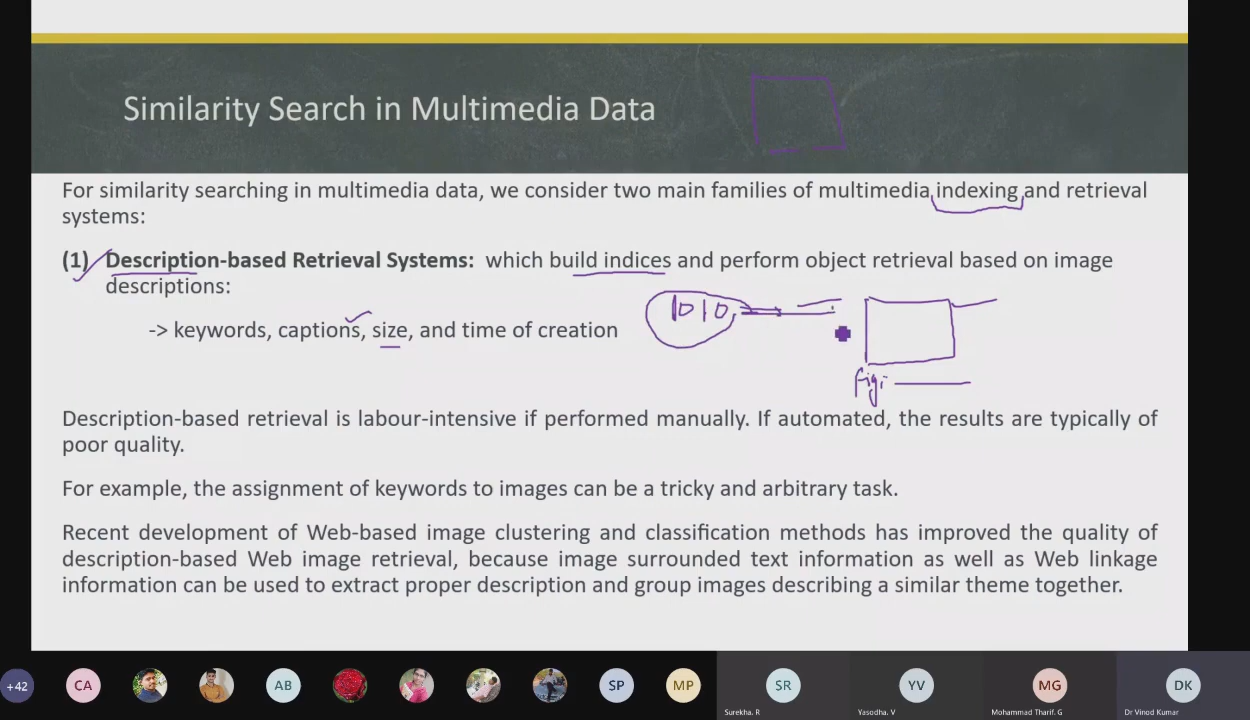 Similarity Search in Multimedia Data
For similarity searching in multimedia data, we consider two main families of multimedia indexing and retrieval
systems:
(1) Description-based Retrieval Systems: which build indices and perform object retrieval based on image
descriptions:
-> keywords, captions, size, and time of creation
1010
fig:
Description-based retrieval is labour-intensive if performed manually. If automated, the results are typically of
poor quality.
For example, the assignment of keywords to images can be a tricky and arbitrary task.
Recent development of Web-based image clustering and classification methods has improved the quality of
description-based Web image retrieval, because image surrounded text information as well as Web linkage
information can be used to extract proper description and group images describing a similar theme together.
+42 CA AB SP MP SR YV MG DK
Surekha. R Yasodha. V Mohammad Tharif. G Dr Vinod Kumar